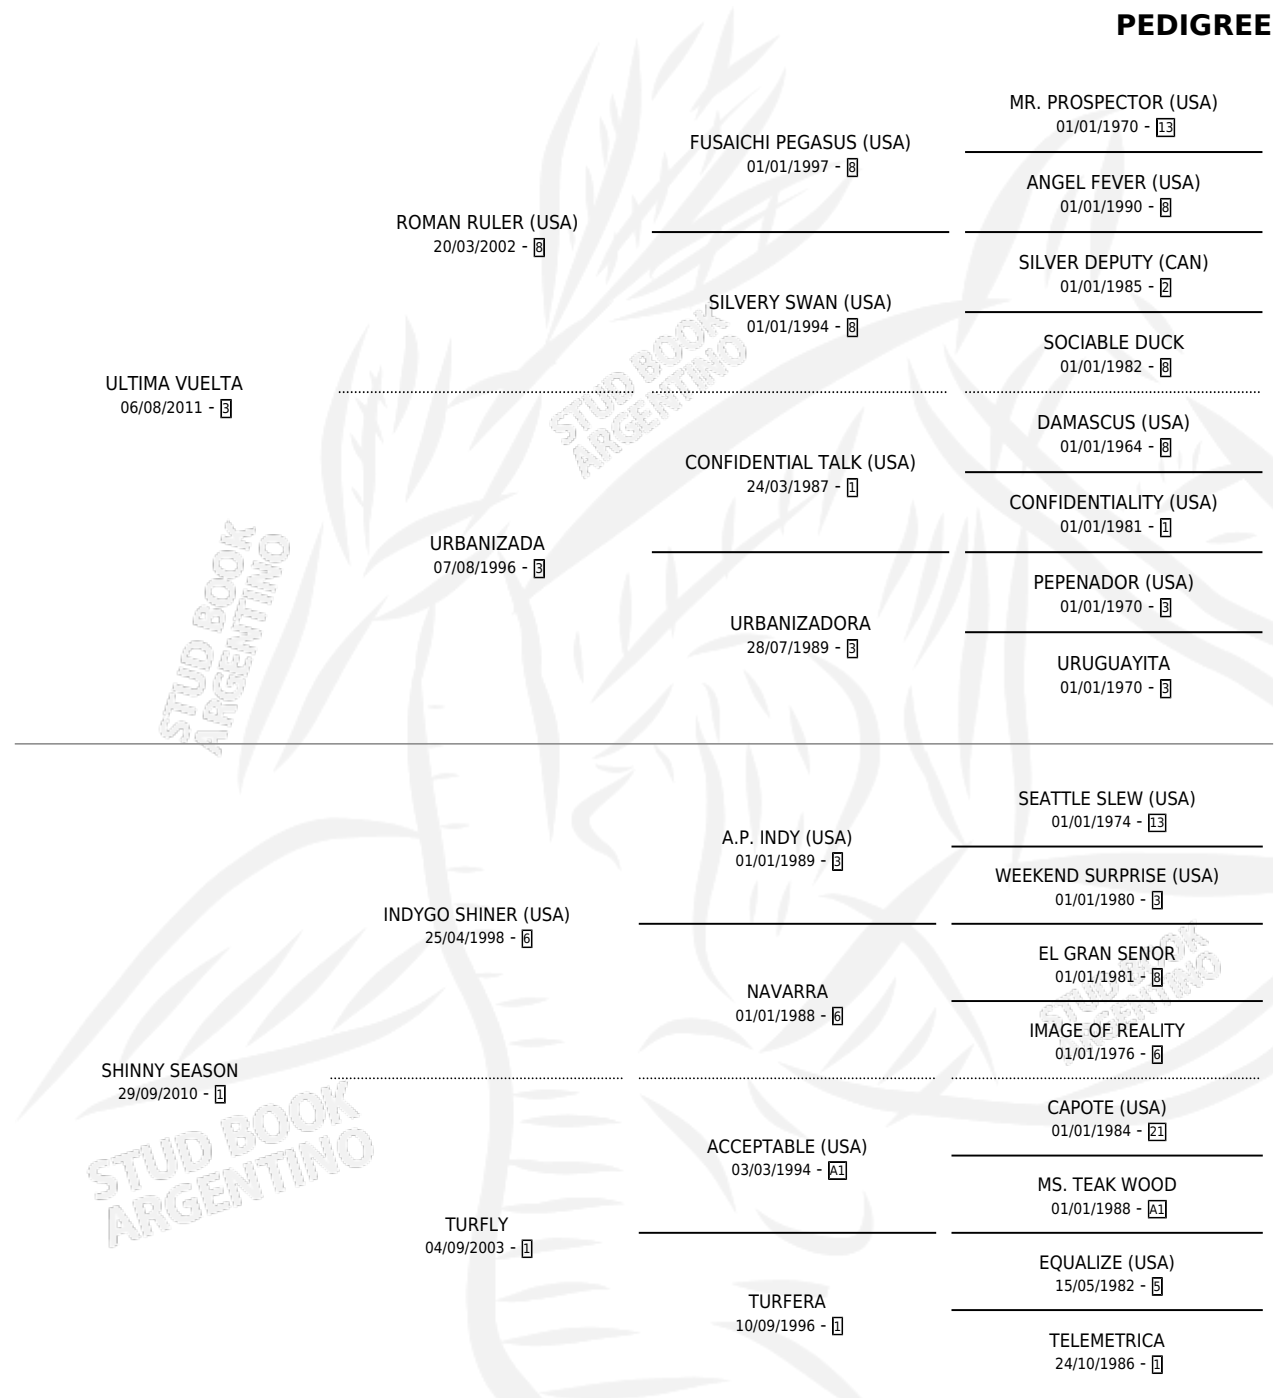 PEDIGREE
MR. PROSPECTOR (USA)
01/01/1970 - 13
FUSAICHI PEGASUS (USA)
01/01/1997 - 8
ANGEL FEVER (USA)
01/01/1990 - 8
ROMAN RULER (USA)
20/03/2002 - 8
SILVER DEPUTY (CAN)
01/01/1985 - 2
SILVERY SWAN (USA)
01/01/1994 - 8
SOCIABLE DUCK
01/01/1982 - 8
STUD BOOK
ARGENTINO
ULTIMA VUELTA
06/08/2011 - 3
DAMASCUS (USA)
01/01/1964 - 8
CONFIDENTIAL TALK (USA)
24/03/1987 - 1
CONFIDENTIALITY (USA)
01/01/1981 - 1
URBANIZADA
07/08/1996 - 3
PEPENADOR (USA)
01/01/1970 - 3
URBANIZADORA
28/07/1989 - 3
URUGUAYITA
01/01/1970 - 3
STUD BOOK
ARGENTINO
SEATTLE SLEW (USA)
01/01/1974 - 13
A.P. INDY (USA)
01/01/1989 - 3
WEEKEND SURPRISE (USA)
01/01/1980 - 3
INDYGO SHINER (USA)
25/04/1998 - 6
EL GRAN SENOR
01/01/1981 - 8
NAVARRA
01/01/1988 - 6
IMAGE OF REALITY
01/01/1976 - 6
STUD BOOK
ARGENTINO
SHINNY SEASON
29/09/2010 - 1
CAPOTE (USA)
01/01/1984 - 21
ACCEPTABLE (USA)
03/03/1994 - A1
MS. TEAK WOOD
01/01/1988 - A1
STUD BOOK
ARGENTINO
TURFLY
04/09/2003 - 1
EQUALIZE (USA)
15/05/1982 - 5
TURFERA
10/09/1996 - 1
TELEMETRICA
24/10/1986 - 1